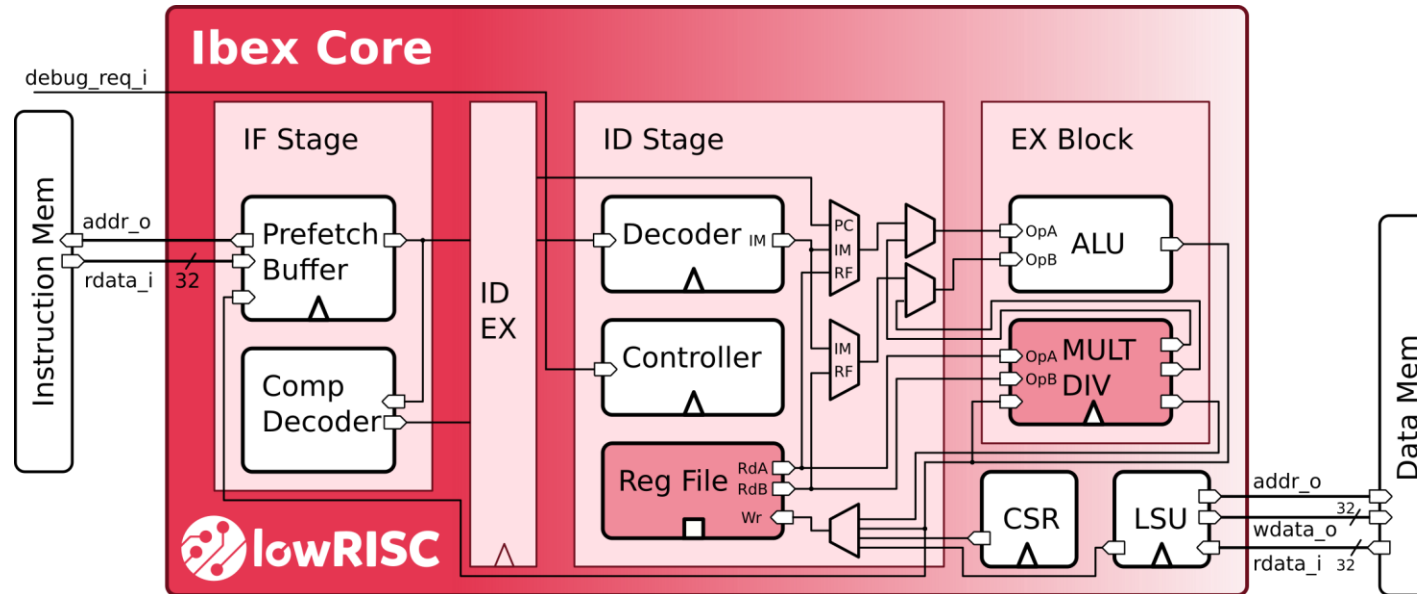 Ibex Core
debug_req_i
Instruction Mem
addr_o
rdata_i
32
IF Stage
Prefetch
Buffer
Comp
Decoder
ID
EX
ID Stage
Decoder
IM
Controller
Reg File
RdA
RdB
Wr
PC
IM
RF
IM
RF
EX Block
OpA
OpB
ALU
OpA
OpB
MULT
DIV
CSR
LSU
addr_o
32
wdata_o
rdata_i
32
Data Mem
lowRISC